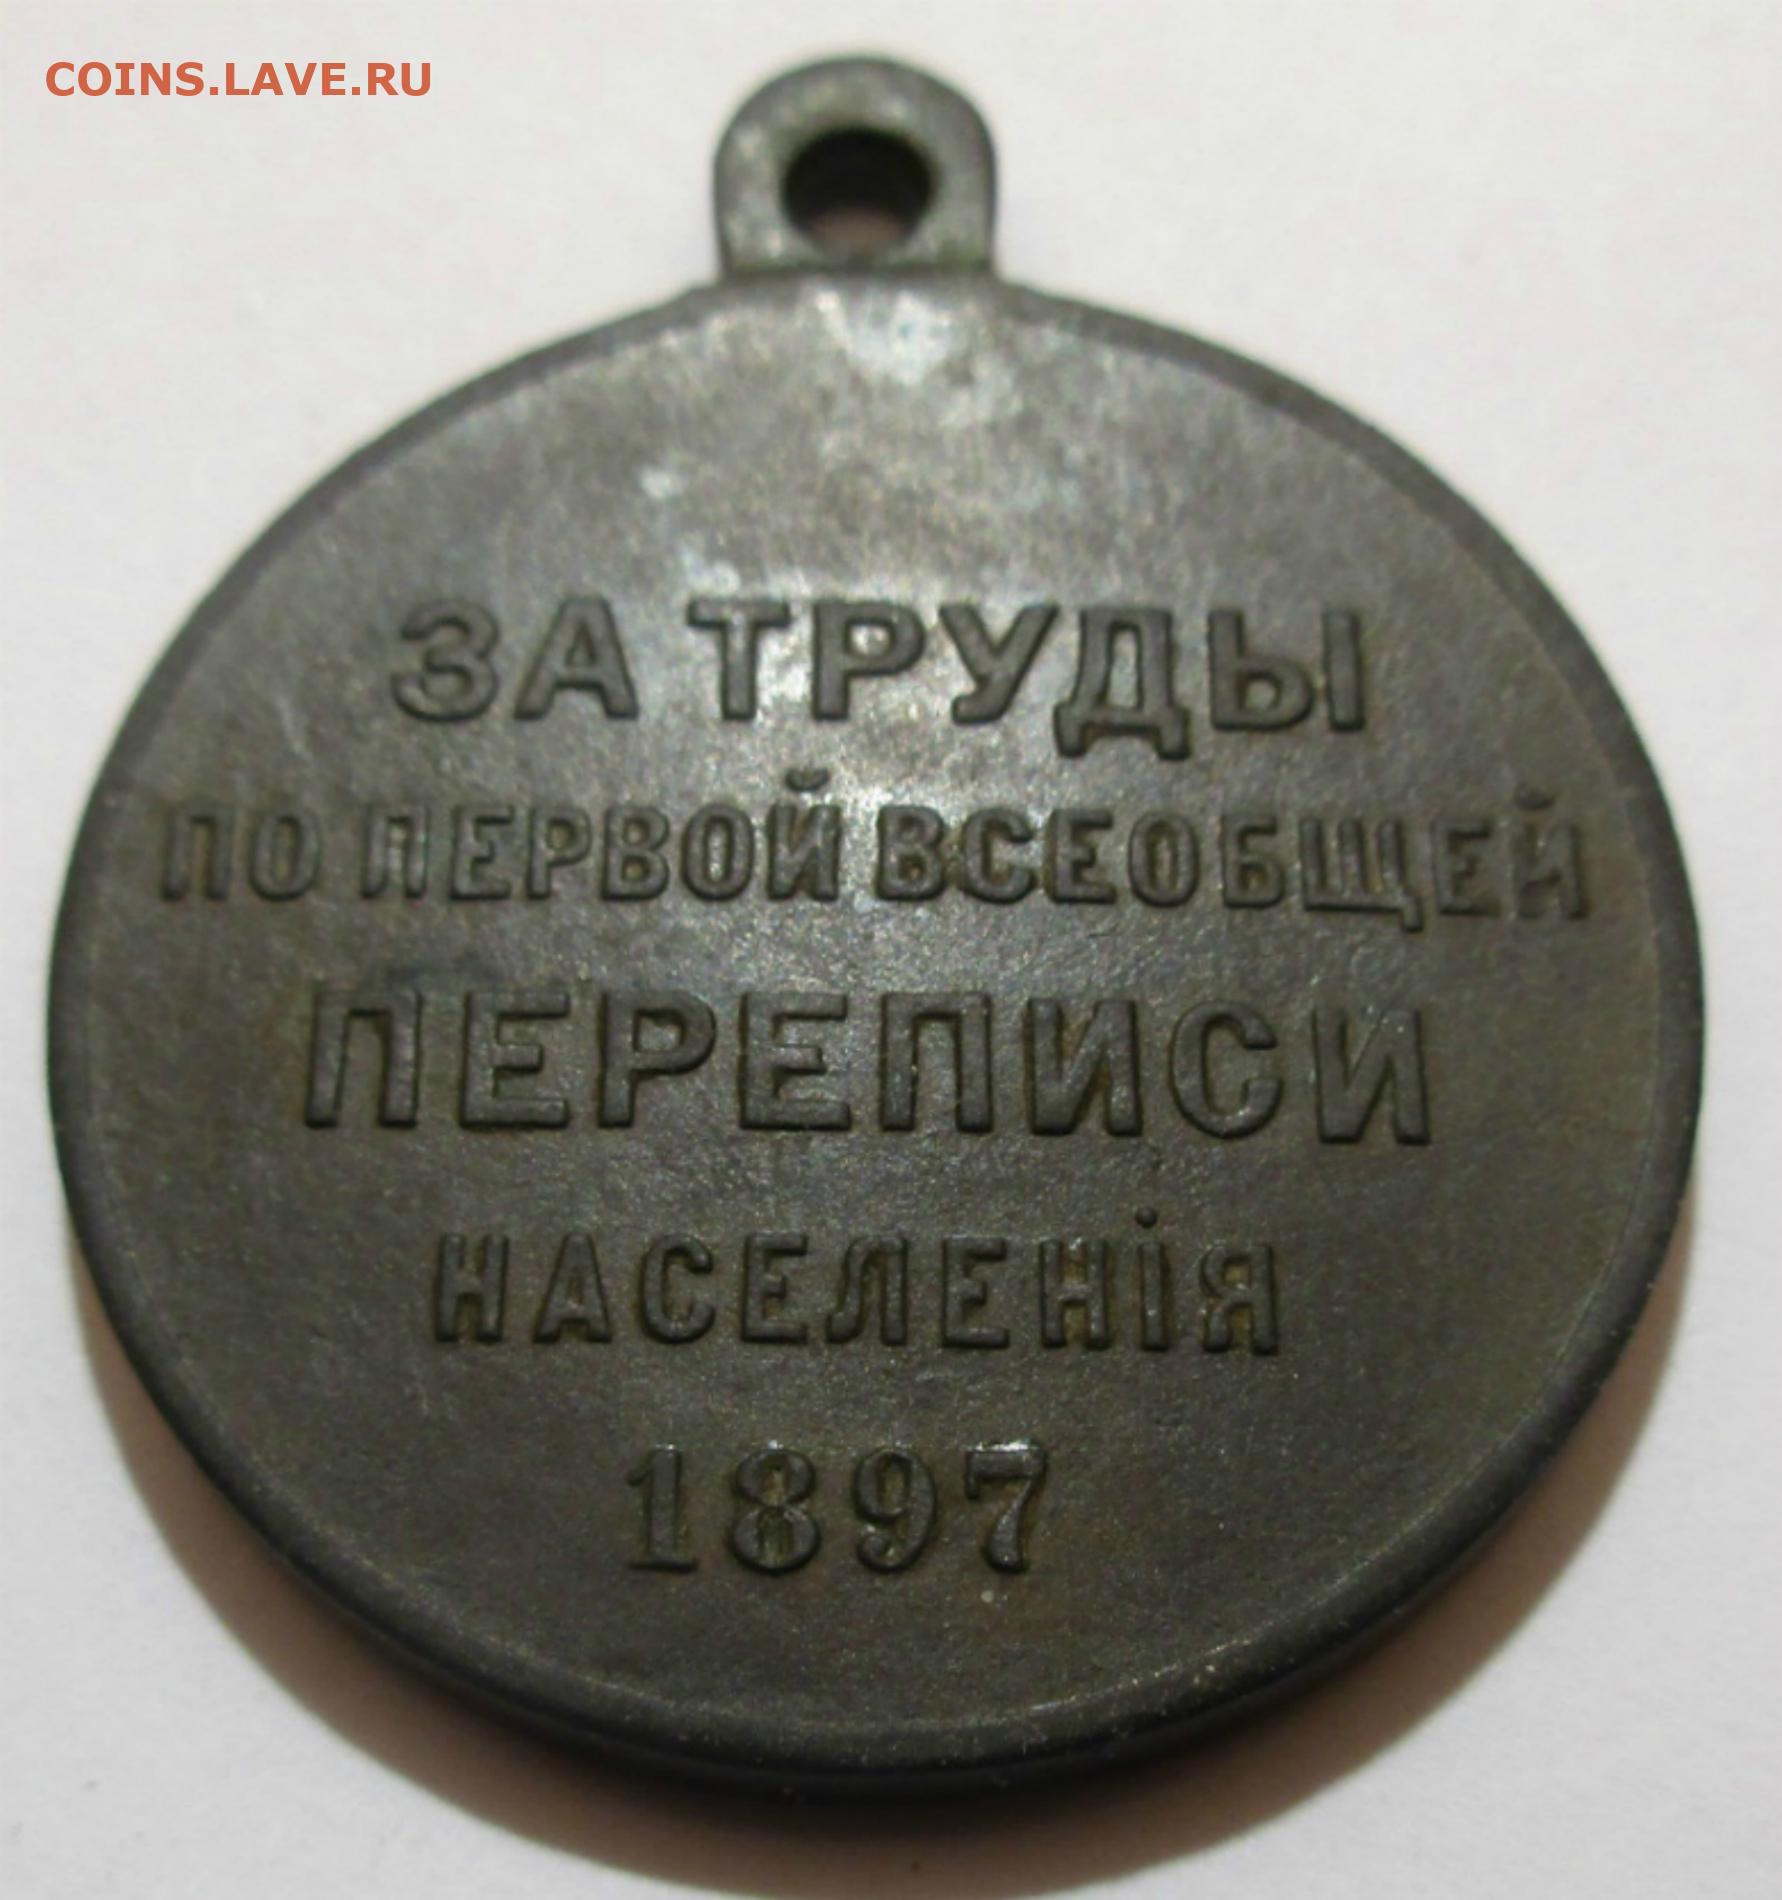 COINS.LAVE.RU
ЗА ТРУДЫ
ПО ПЕРВОЙ ВСЕОБЩЕЙ
ПЕРЕПИСИ
НАСЕЛЕНІЯ
1897